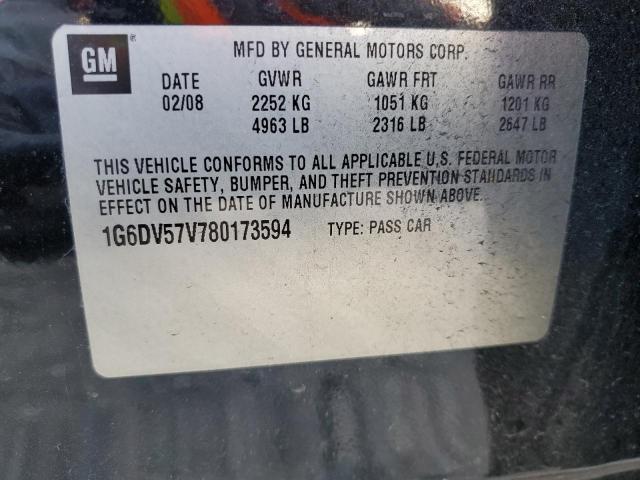 GM ® MFD BY GENERAL MOTORS CORP.
DATE GVWR GAWR FRT GAWR RR
02/08 2252 KG 1051 KG 1201 KG
4963 LB 2316 LB 2647 LB
THIS VEHICLE CONFORMS TO ALL APPLICABLE U.S. FEDERAL MOTOR
VEHICLE SAFETY, BUMPER, AND THEFT PREVENTION STANDARDS IN
EFFECT ON THE DATE OF MANUFACTURE SHOWN ABOVE.
1G6DV57V780173594 TYPE: PASS CAR